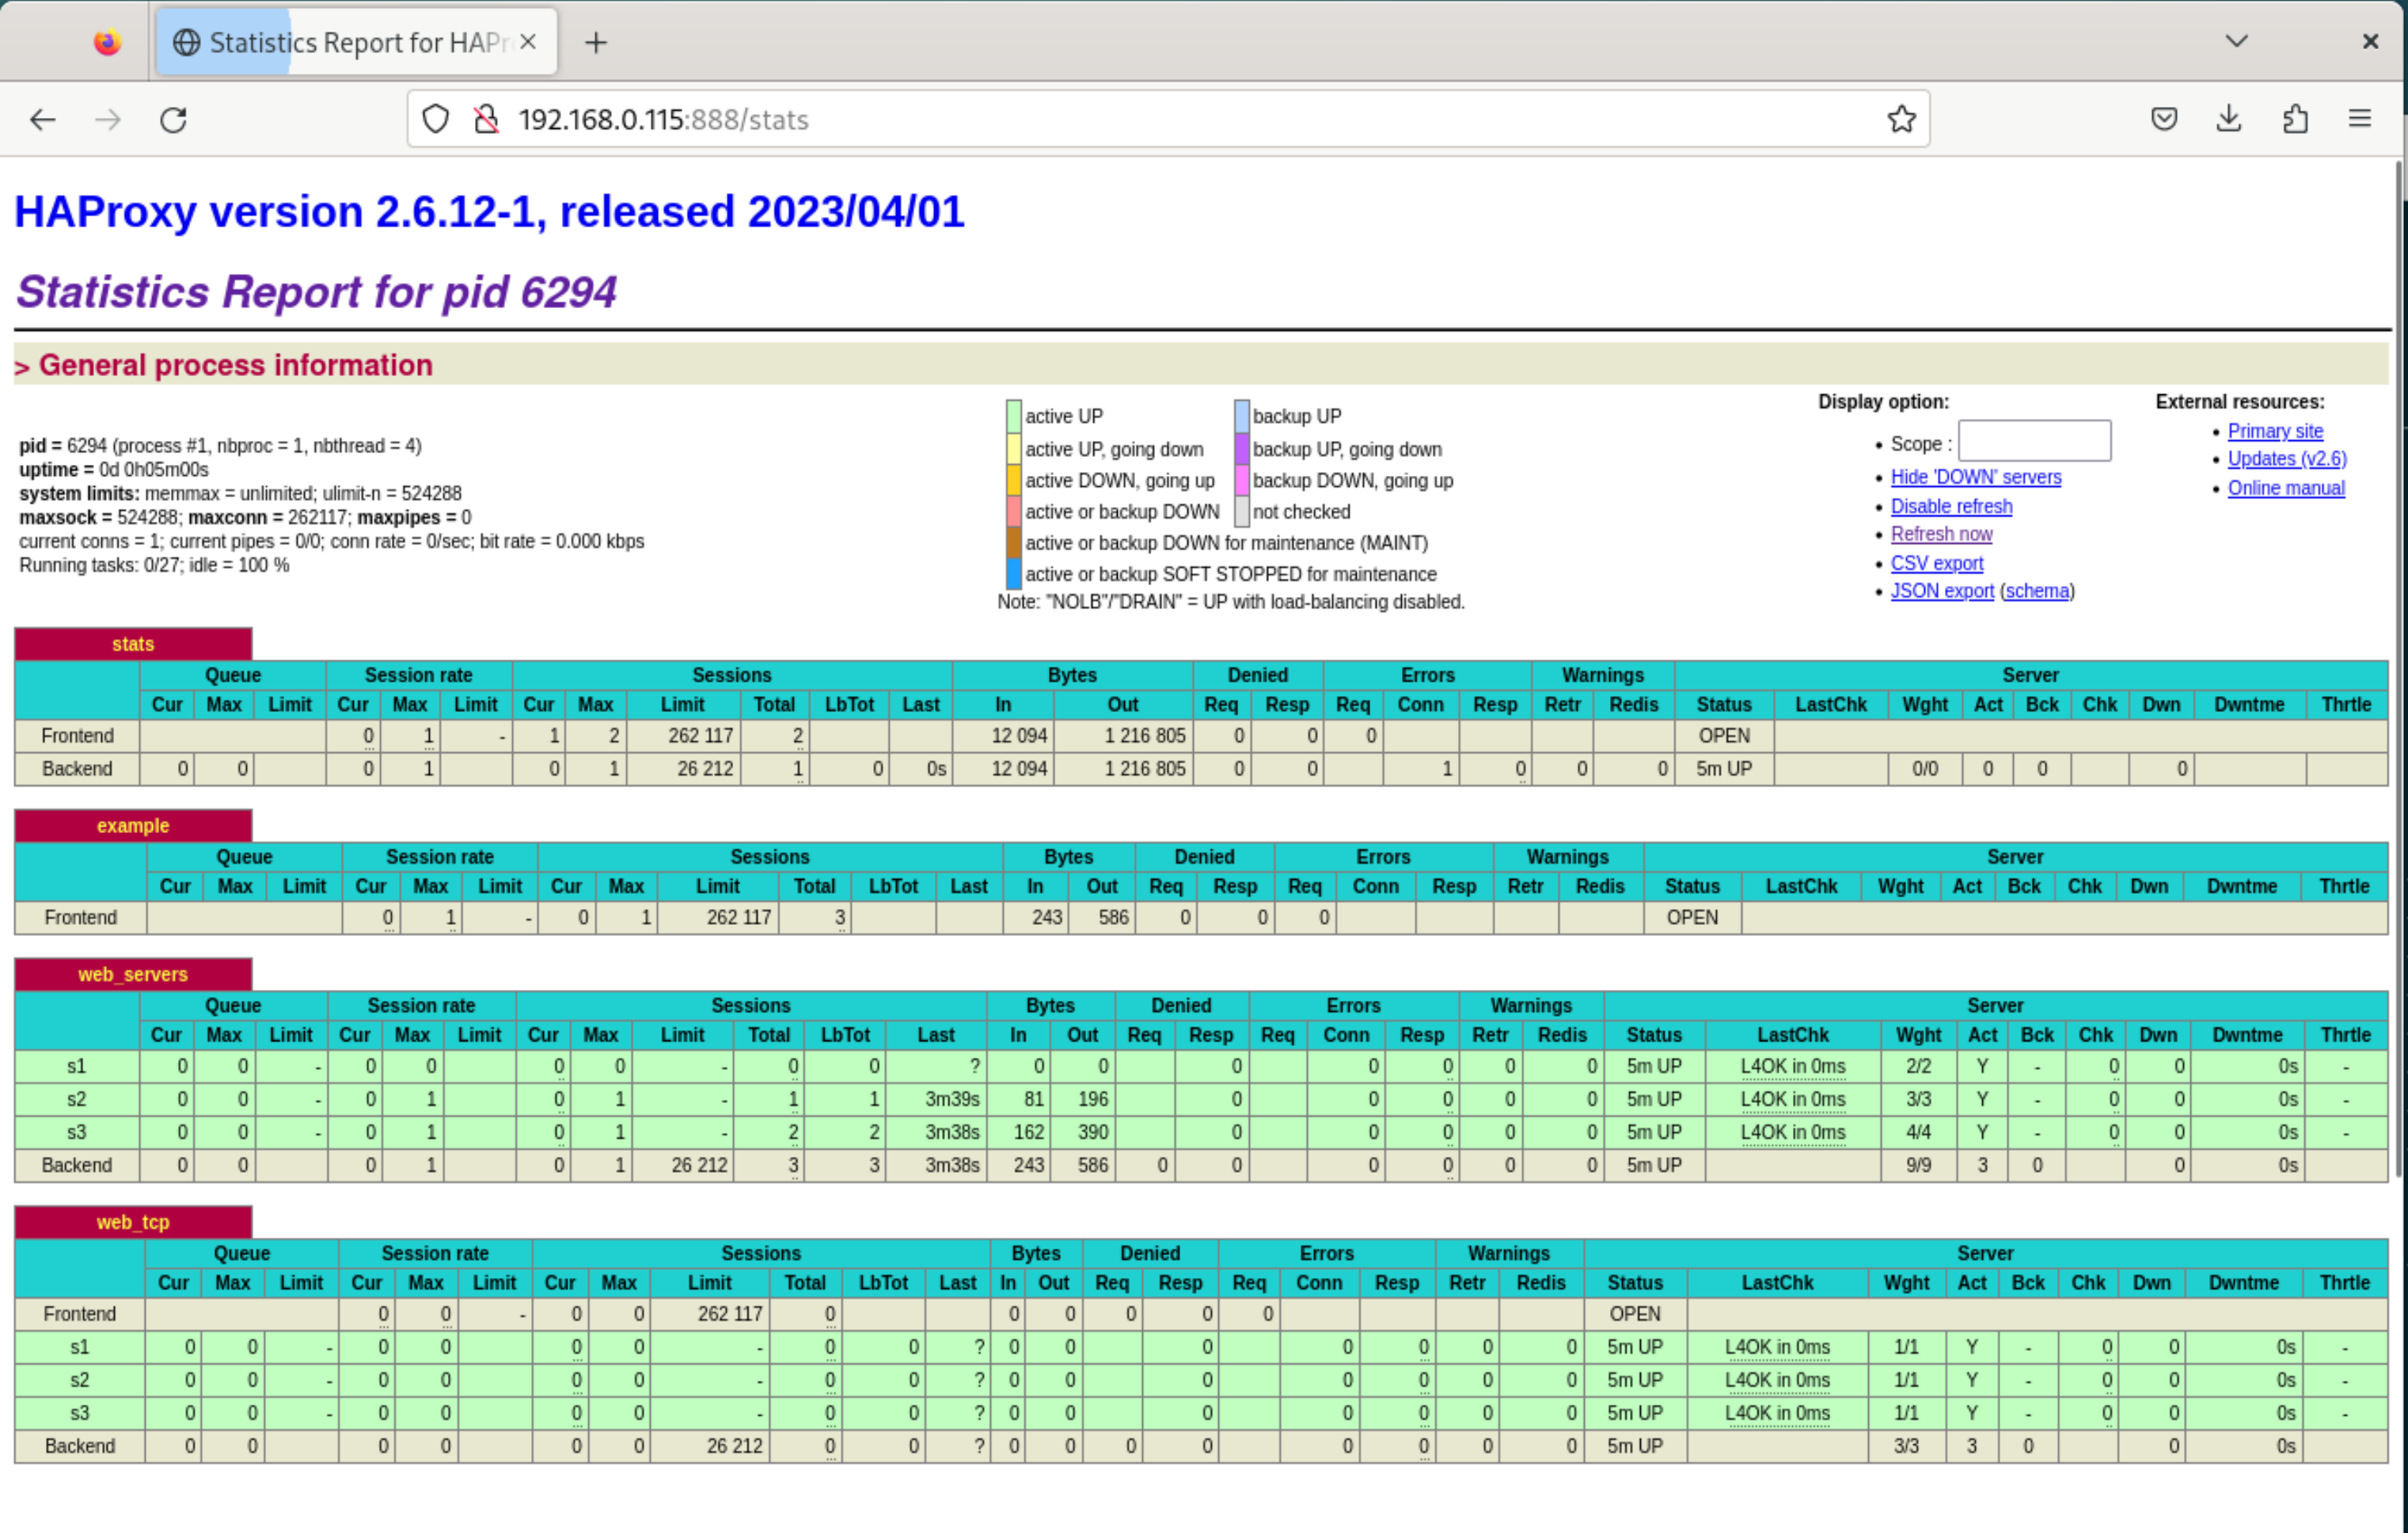 Statistics Report for HAPr
192.168.0.115:888/stats
HAProxy version 2.6.12-1, released 2023/04/01
Statistics Report for pid 6294
> General process information
pid = 6294 (process #1, nbproc = 1, nbthread = 4)
uptime = 0d 0h05m00s
system limits: memmax = unlimited; ulimit-n = 524288
maxsock = 524288; maxconn = 262117; maxpipes = 0
current conns = 1; current pipes = 0/0; conn rate = 0/sec; bit rate = 0.000 kbps
Running tasks: 0/27; idle = 100 %
active UP backup UP
active UP, going down backup UP, going down
active DOWN, going up backup DOWN, going up
active or backup DOWN not checked
active or backup DOWN for maintenance (MAINT)
active or backup SOFT STOPPED for maintenance
Note: "NOLB"/"DRAIN" = UP with load-balancing disabled.
Display option:
• Scope :
• Hide 'DOWN' servers
• Disable refresh
• Refresh now
• CSV export
• JSON export (schema)
External resources:
• Primary site
• Updates (v2.6)
• Online manual
stats
Queue Session rate Sessions Bytes Denied Errors Warnings Server
Cur Max Limit Cur Max Limit Cur Max Limit Total LbTot Last In Out Req Resp Req Conn Resp Retr Redis Status LastChk Wght Act Bck Chk Dwn Dwntme Thrtle
Frontend 0 1 - 1 2 262 117 2 12 094 1 216 805 0 0 0 OPEN
Backend 0 0 0 1 0 1 26 212 1 0 0s 12 094 1 216 805 0 0 1 0 0 0 5m UP 0/0 0 0 0
example
Queue Session rate Sessions Bytes Denied Errors Warnings Server
Cur Max Limit Cur Max Limit Cur Max Limit Total LbTot Last In Out Req Resp Req Conn Resp Retr Redis Status LastChk Wght Act Bck Chk Dwn Dwntme Thrtle
Frontend 0 1 - 0 1 262 117 3 243 586 0 0 0 OPEN
web_servers
Queue Session rate Sessions Bytes Denied Errors Warnings Server
Cur Max Limit Cur Max Limit Cur Max Limit Total LbTot Last In Out Req Resp Req Conn Resp Retr Redis Status LastChk Wght Act Bck Chk Dwn Dwntme Thrtle
s1 0 0 - 0 0 0 0 - 0 0 ? 0 0 0 0 0 0 0 5m UP L4OK in 0ms 2/2 Y - 0 0 0s -
s2 0 0 - 0 1 0 1 - 1 1 3m39s 81 196 0 0 0 0 0 5m UP L4OK in 0ms 3/3 Y - 0 0 0s -
s3 0 0 - 0 1 0 1 - 2 2 3m38s 162 390 0 0 0 0 0 5m UP L4OK in 0ms 4/4 Y - 0 0 0s -
Backend 0 0 0 1 0 1 26 212 3 3 3m38s 243 586 0 0 0 0 0 0 5m UP 9/9 3 0 0 0s
web_tcp
Queue Session rate Sessions Bytes Denied Errors Warnings Server
Cur Max Limit Cur Max Limit Cur Max Limit Total LbTot Last In Out Req Resp Req Conn Resp Retr Redis Status LastChk Wght Act Bck Chk Dwn Dwntme Thrtle
Frontend 0 0 - 0 0 262 117 0 0 0 0 0 0 OPEN
s1 0 0 - 0 0 0 0 - 0 0 ? 0 0 0 0 0 0 0 5m UP L4OK in 0ms 1/1 Y - 0 0 0s -
s2 0 0 - 0 0 0 0 - 0 0 ? 0 0 0 0 0 0 0 5m UP L4OK in 0ms 1/1 Y - 0 0 0s -
s3 0 0 - 0 0 0 0 - 0 0 ? 0 0 0 0 0 0 0 5m UP L4OK in 0ms 1/1 Y - 0 0 0s -
Backend 0 0 0 0 0 0 26 212 0 0 ? 0 0 0 0 0 0 0 0 5m UP 3/3 3 0 0 0s